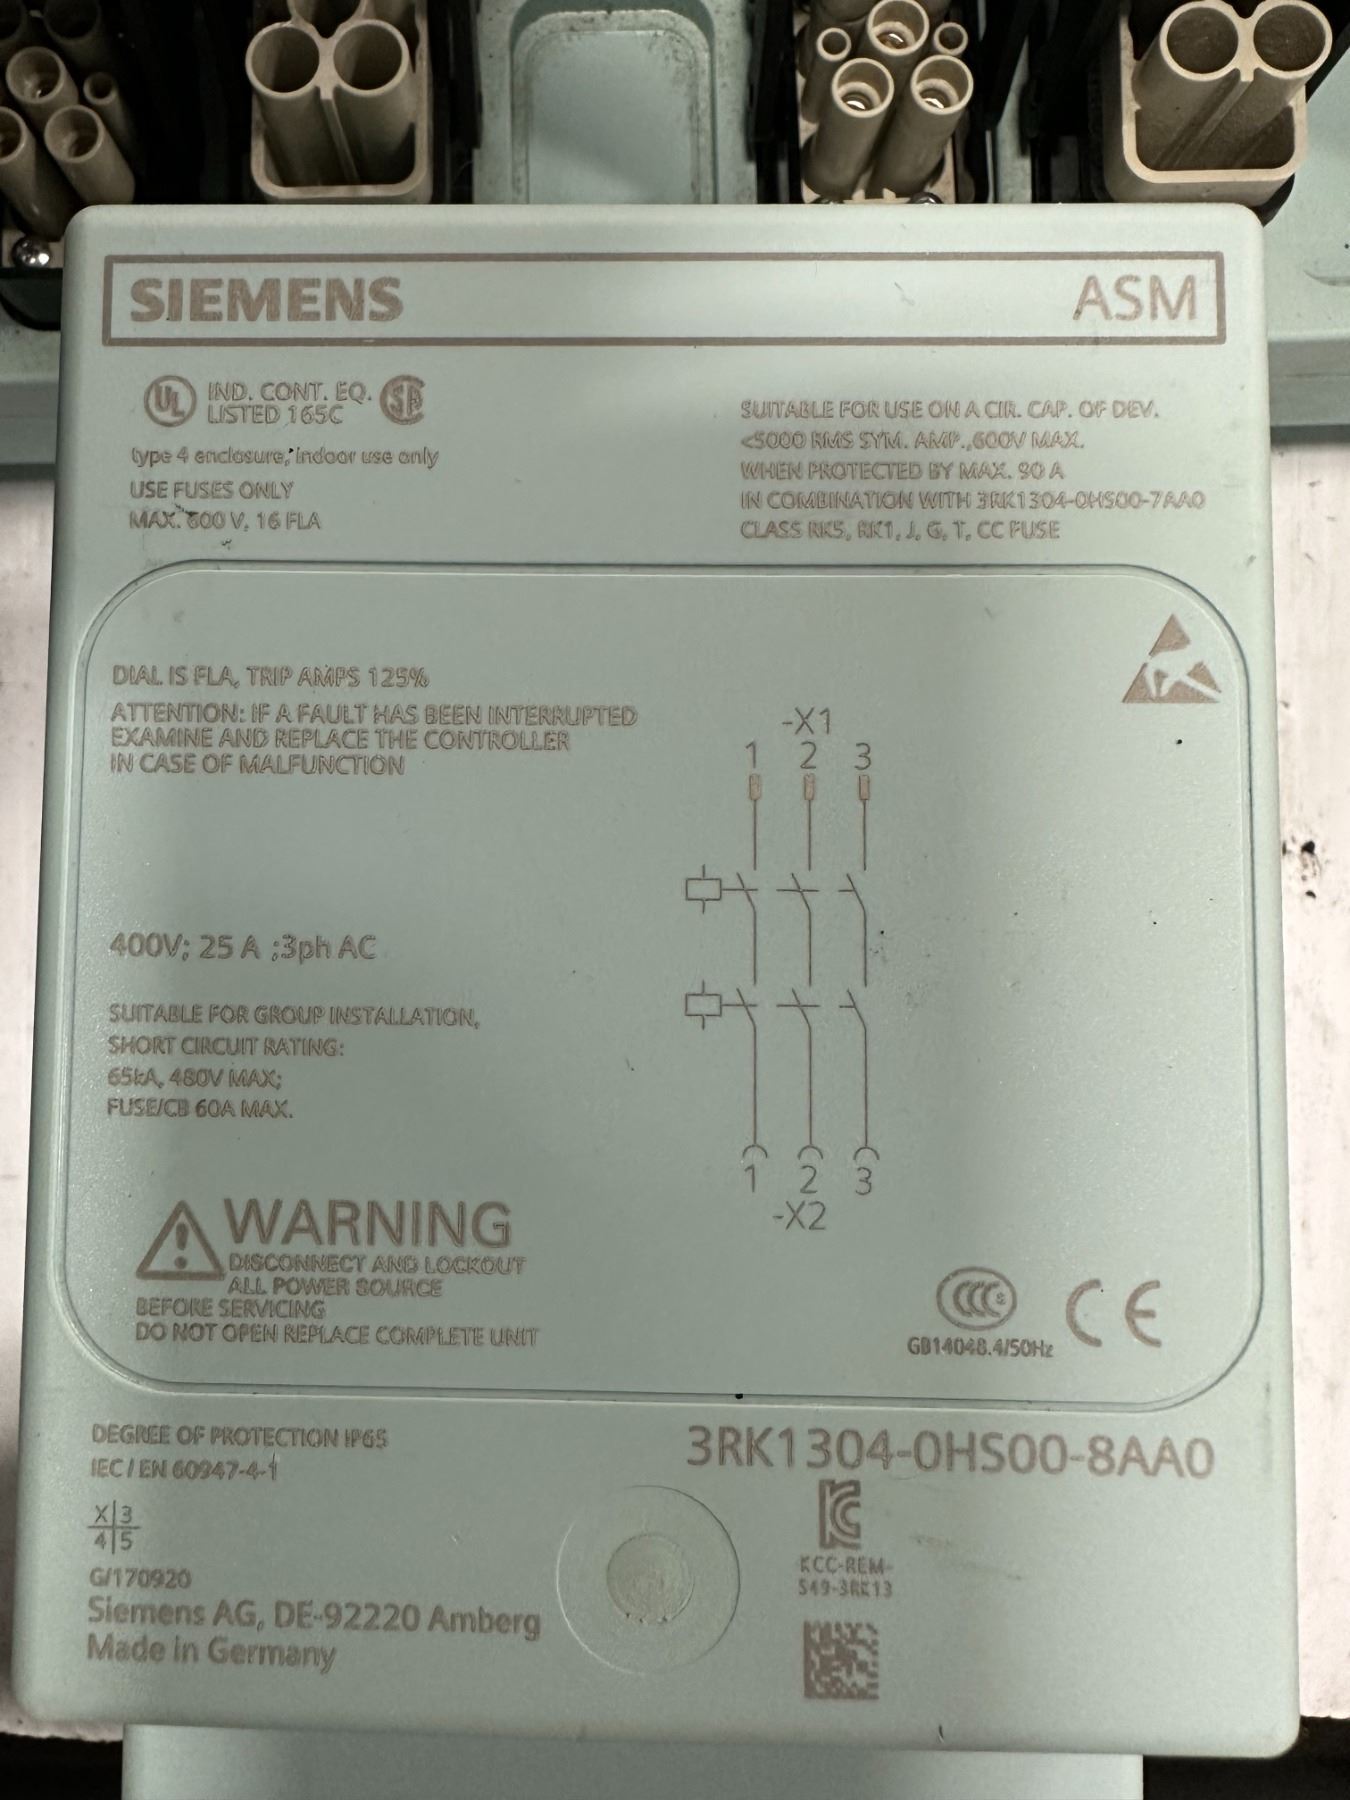 SIEMENS ASM
UL IND. CONT. EQ. SA
LISTED 165C
type 4 enclosure, indoor use only
USE FUSES ONLY
MAX. 600 V, 16 FLA
SUITABLE FOR USE ON A CIR. CAP. OF DEV.
<5000 RMS SYM. AMP.,600V MAX.
WHEN PROTECTED BY MAX. 90 A
IN COMBINATION WITH 3RK1304-0HS00-7AA0
CLASS RK5, RK1, J, G, T, CC FUSE
DIAL IS FLA, TRIP AMPS 125%
ATTENTION: IF A FAULT HAS BEEN INTERRUPTED
EXAMINE AND REPLACE THE CONTROLLER
IN CASE OF MALFUNCTION
-X1
1 2 3
400V; 25 A ;3ph AC
SUITABLE FOR GROUP INSTALLATION,
SHORT CIRCUIT RATING:
65kA, 480V MAX;
FUSE/CB 60A MAX.
1 2 3
-X2
WARNING
DISCONNECT AND LOCKOUT
ALL POWER SOURCE
BEFORE SERVICING
DO NOT OPEN REPLACE COMPLETE UNIT
CCC CE
GB14048.4/50Hz
DEGREE OF PROTECTION IP65
IEC / EN 60947-4-1
3RK1304-0HS00-8AA0
X 3
4 5
G/170920
Siemens AG, DE-92220 Amberg
Made in Germany
KC
KCC-REM-
S49-3RK13